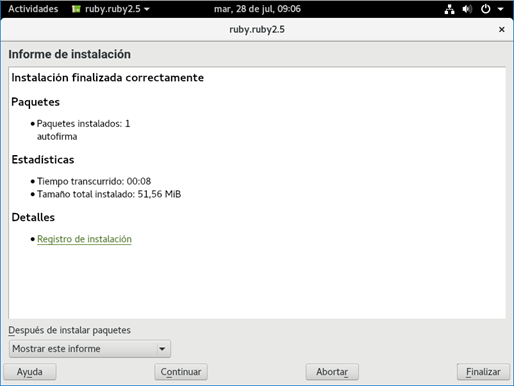 Actividades ruby.ruby2.5 mar, 28 de jul, 09:06
ruby.ruby2.5
Informe de instalación
Instalación finalizada correctamente
Paquetes
• Paquetes instalados: 1
autofirma
Estadísticas
• Tiempo transcurrido: 00:08
• Tamaño total instalado: 51,56 MiB
Detalles
• Registro de instalación
Después de instalar paquetes
Mostrar este informe
Ayuda Continuar Abortar Finalizar